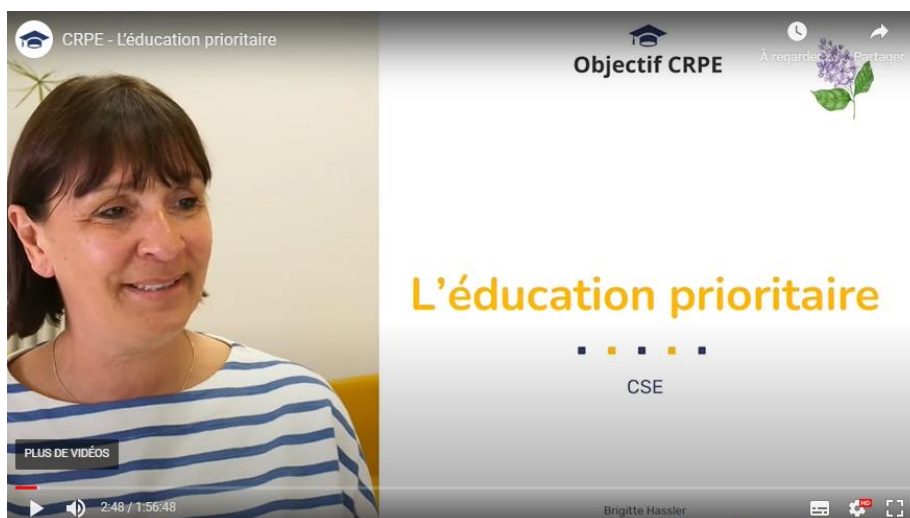 CRPE - L'éducation prioritaire
Objectif CRPE
À regarder
Partager
L'éducation prioritaire
CSE
PLUS DE VIDÉOS
2:48 / 1:56:48
Brigitte Hassler
HD